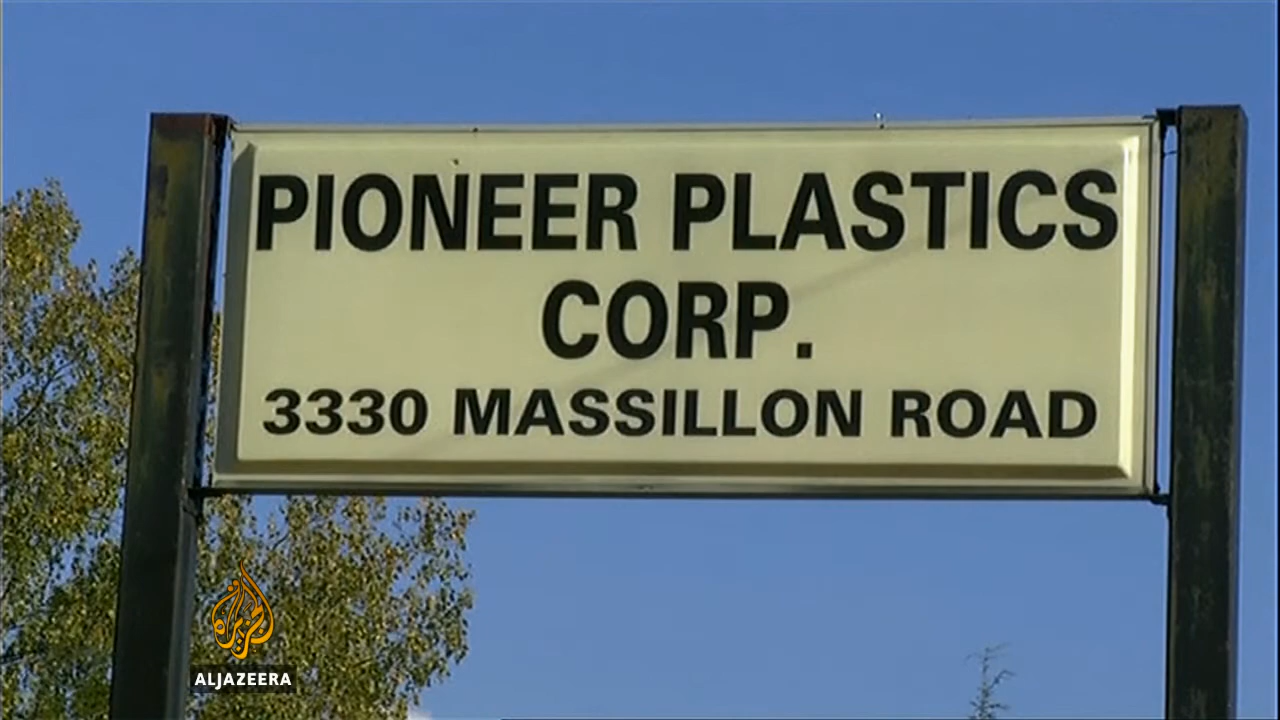 PIONEER PLASTICS
CORP.
3330 MASSILLON ROAD
الجزيرة
ALJAZEERA